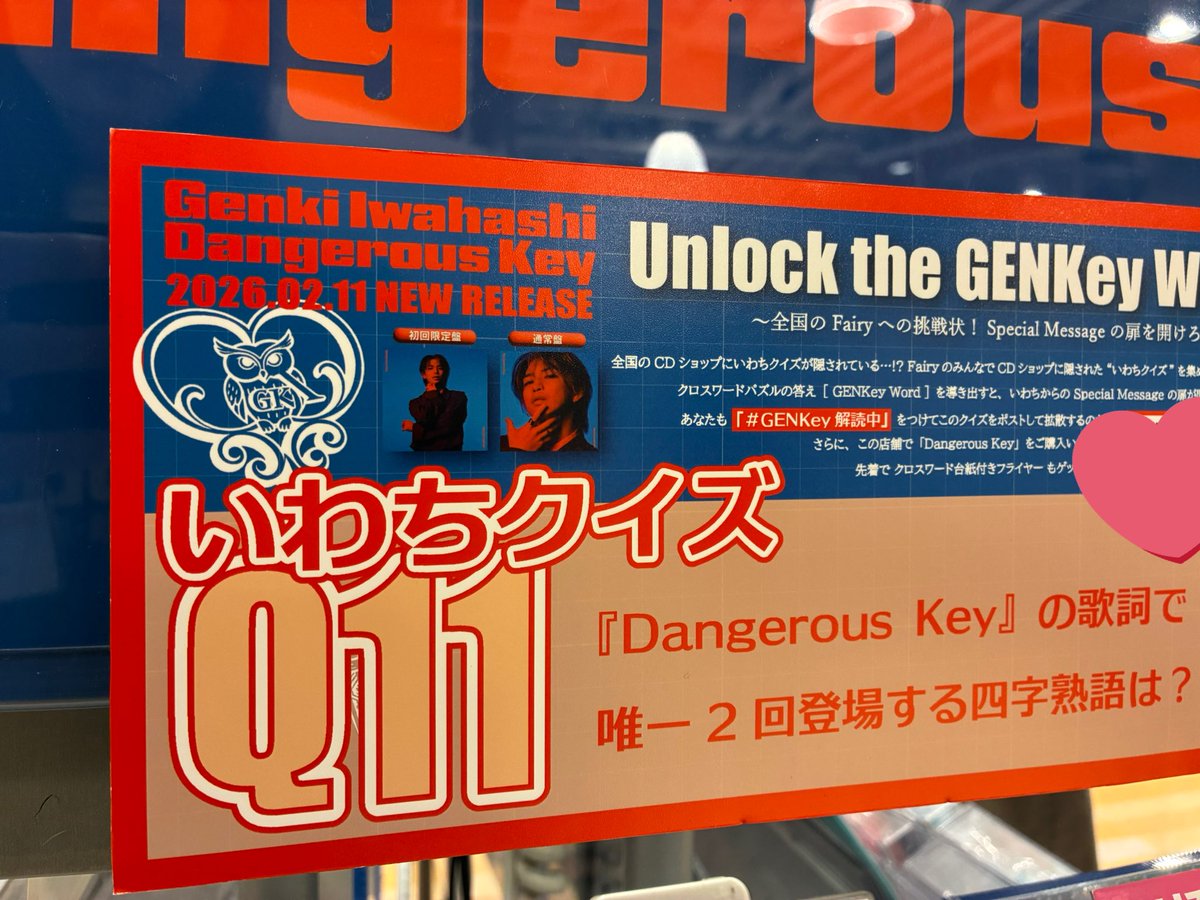 ngerous
Genki Iwahashi
Dangerous Key
2026.02.11 NEW RELEASE
初回限定盤
通常盤
GI
Unlock the GENKey W
～全国の Fairy への挑戦状！ Special Message の扉を開けろ
全国の CD ショップにいわちクイズが隠されている…!? Fairy のみんなで CD ショップに隠された“いわちクイズ”を集め
クロスワードパズルの答え [ GENKey Word ] を導き出すと、いわちからの Special Message の扉が
あなたも「＃GENKey 解読中」をつけてこのクイズをポストして拡散するの
さらに、この店舗で「Dangerous Key」をご購入い
先着で クロスワード台紙付きフライヤー もゲッ
いわちクイズ
Q11
『Dangerous Key』の歌詞で
唯一 2 回登場する四字熟語は？